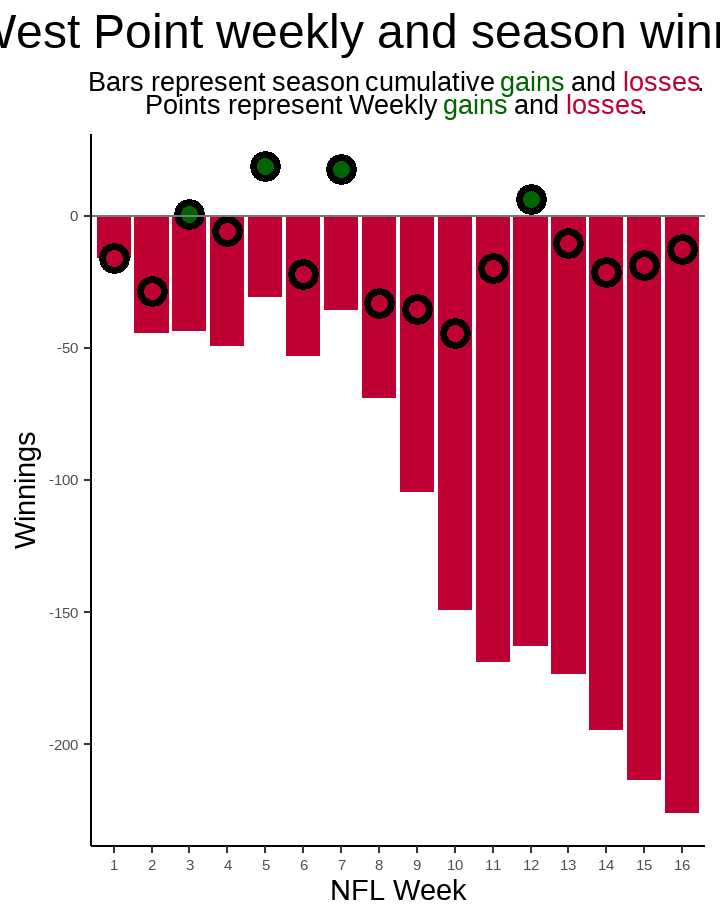 West Point weekly and season winn
Bars represent season cumulative gains and losses.
Points represent Weekly gains and losses.
0
-50
-100
-150
-200
Winnings
1 2 3 4 5 6 7 8 9 10 11 12 13 14 15 16
NFL Week